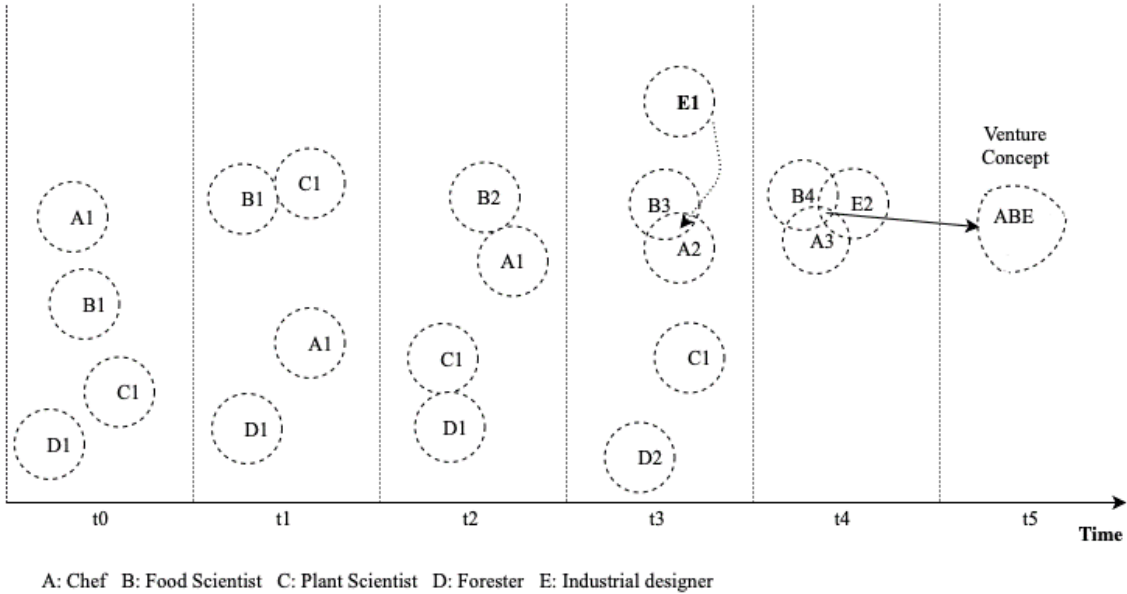 E1
Venture
Concept
A1
B1
C1
B2
B3
B4
E2
ABE
A1
A2
A3
B1
A1
C1
C1
C1
D1
D1
D1
D2
t0
t1
t2
t3
t4
t5
Time
A: Chef B: Food Scientist C: Plant Scientist D: Forester E: Industrial designer